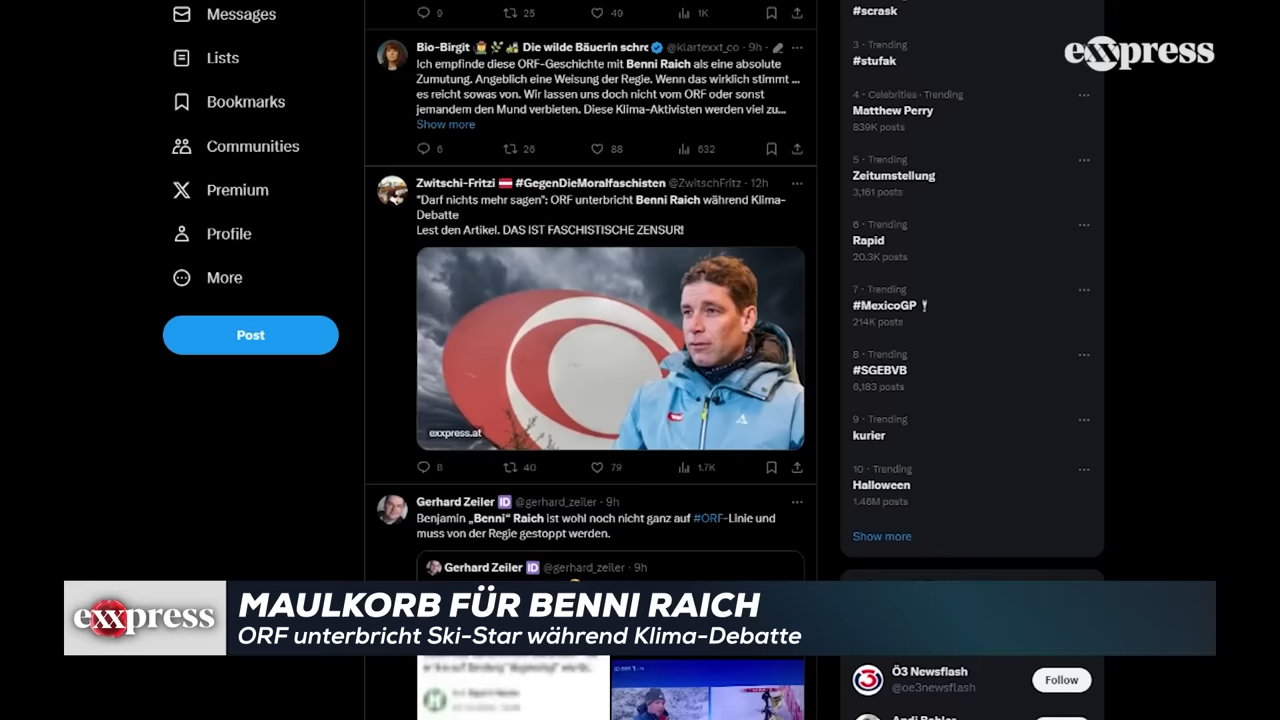 Messages
Lists
Bookmarks
Communities
Premium
Profile
More
Post
9 25 49 1K
Bio-Birgit Die wilde Bäuerin schr @klartexxt_co · 9h
Ich empfinde diese ORF-Geschichte mit Benni Raich als eine absolute
Zumutung. Angeblich eine Weisung der Regie. Wenn das wirklich stimmt ...
es reicht sowas von. Wir lassen uns doch nicht vom ORF oder sonst
jemandem den Mund verbieten. Diese Klima-Aktivisten werden viel zu...
Show more
6 26 88 632
Zwitschi-Fritzi #GegenDieMoralfaschisten @ZwitschFritz · 12h
"Darf nichts mehr sagen": ORF unterbricht Benni Raich während Klima-
Debatte
Lest den Artikel. DAS IST FASCHISTISCHE ZENSUR!
exxpress.at
8 40 79 1.7K
Gerhard Zeiler ID @gerhard_zeiler · 9h
Benjamin „Benni“ Raich ist wohl noch nicht ganz auf #ORF-Linie und
muss von der Regie gestoppt werden.
Gerhard Zeiler ID @gerhard_zeiler · 9h
#scrask
3 · Trending
#stufak
4 · Celebrities · Trending
Matthew Perry
839K posts
5 · Trending
Zeitumstellung
3,161 posts
6 · Trending
Rapid
20.3K posts
7 · Trending
#MexicoGP
214K posts
8 · Trending
#SGEBVB
6,183 posts
9 · Trending
kurier
10 · Trending
Halloween
1.46M posts
Show more
exxpress
exxpress
MAULKORB FÜR BENNI RAICH
ORF unterbricht Ski-Star während Klima-Debatte
Ö3 Newsflash
@oe3newsflash
Follow